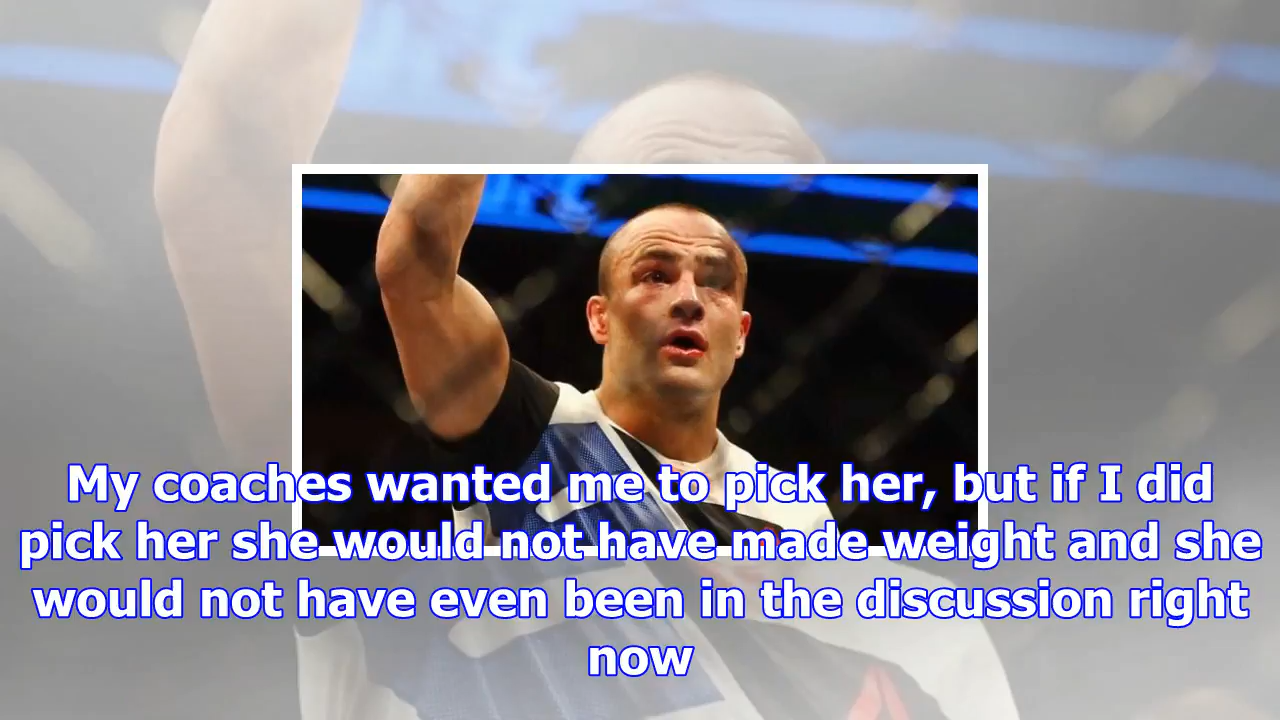 My coaches wanted me to pick her, but if I did
pick her she would not have made weight and she
would not have even been in the discussion right
now